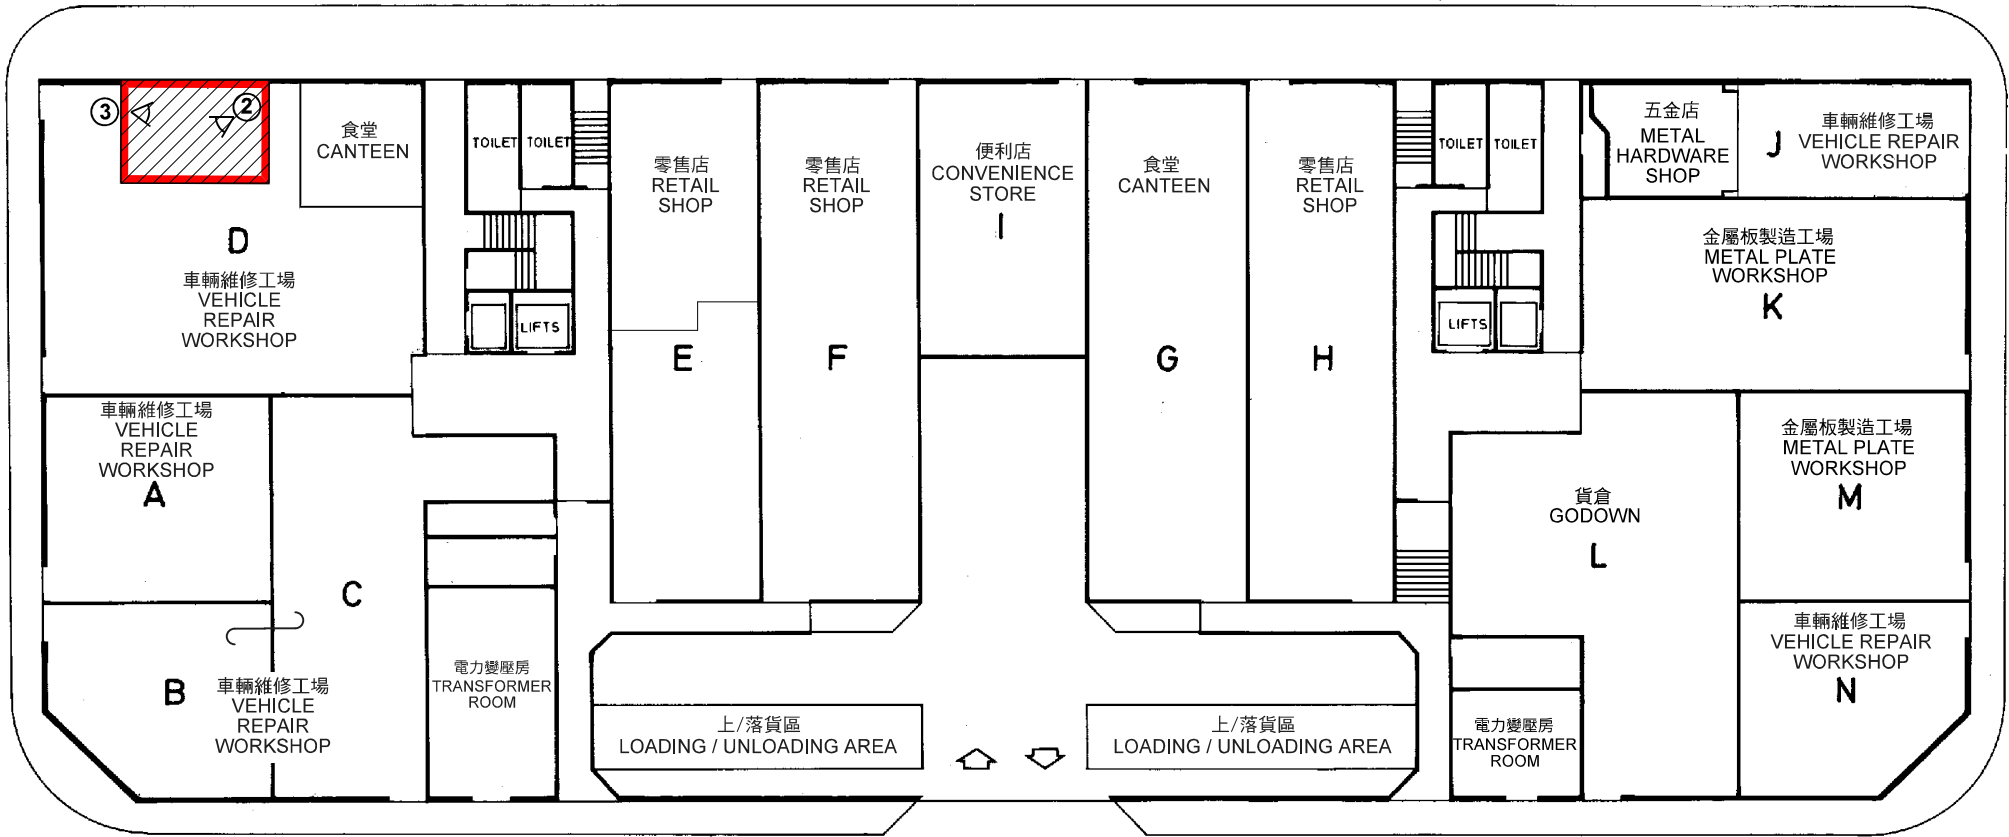 ③
②
食堂
CANTEEN
D
車輛維修工場
VEHICLE
REPAIR
WORKSHOP
TOILET
TOILET
LIFTS
零售店
RETAIL
SHOP
E
零售店
RETAIL
SHOP
F
便利店
CONVENIENCE
STORE
I
食堂
CANTEEN
G
零售店
RETAIL
SHOP
H
TOILET
TOILET
LIFTS
五金店
METAL
HARDWARE
SHOP
J
車輛維修工場
VEHICLE REPAIR
WORKSHOP
金屬板製造工場
METAL PLATE
WORKSHOP
K
車輛維修工場
VEHICLE
REPAIR
WORKSHOP
A
C
B
車輛維修工場
VEHICLE
REPAIR
WORKSHOP
電力變壓房
TRANSFORMER
ROOM
上/落貨區
LOADING / UNLOADING AREA
上/落貨區
LOADING / UNLOADING AREA
貨倉
GODOWN
L
金屬板製造工場
METAL PLATE
WORKSHOP
M
車輛維修工場
VEHICLE REPAIR
WORKSHOP
N
電力變壓房
TRANSFORMER
ROOM